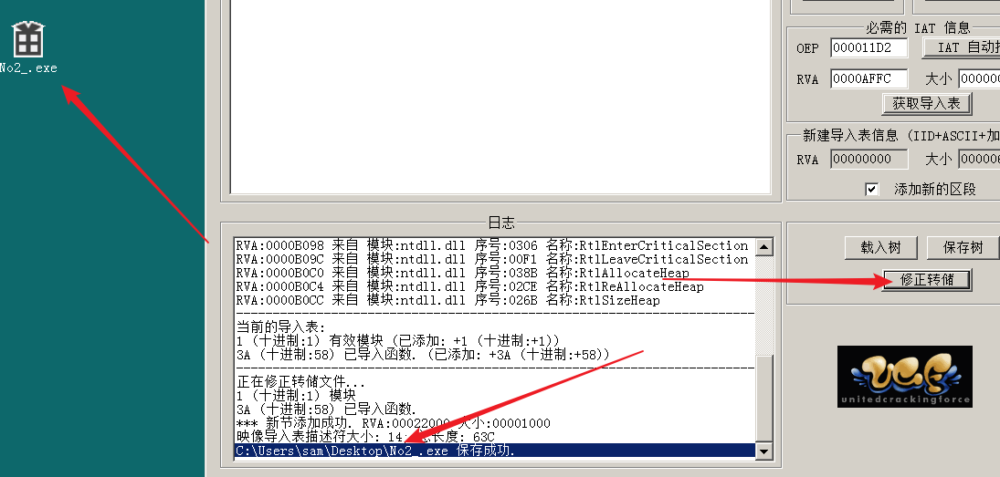 No2_.exe
必需的 IAT 信息
OEP 000011D2 IAT 自动
RVA 0000AFFC 大小 00000
获取导入表
新建导入表信息 (IID+ASCII+加
RVA 00000000 大小 00000
添加新的区段
日志
RVA:0000B098 来自 模块:ntdll.dll 序号:0306 名称:RtlEnterCriticalSection
RVA:0000B09C 来自 模块:ntdll.dll 序号:00F1 名称:RtlLeaveCriticalSection
RVA:0000B0C0 来自 模块:ntdll.dll 序号:038B 名称:RtlAllocateHeap
RVA:0000B0C4 来自 模块:ntdll.dll 序号:02CE 名称:RtlReAllocateHeap
RVA:0000B0CC 来自 模块:ntdll.dll 序号:026B 名称:RtlSizeHeap
当前的导入表:
1 (十进制:1) 有效模块 (已添加: +1 (十进制:+1))
3A (十进制:58) 已导入函数. (已添加: +3A (十进制:+58))
正在修正转储文件...
1 (十进制:1) 模块
3A (十进制:58) 已导入函数.
*** 新节添加成功. RVA:00022000 大小:00001000
映像导入表描述符大小: 14; 总长度: 63C
C:\Users\sam\Desktop\No2_.exe 保存成功.
载入树
保存树
修正转储
UCF
unitedcrackingforce